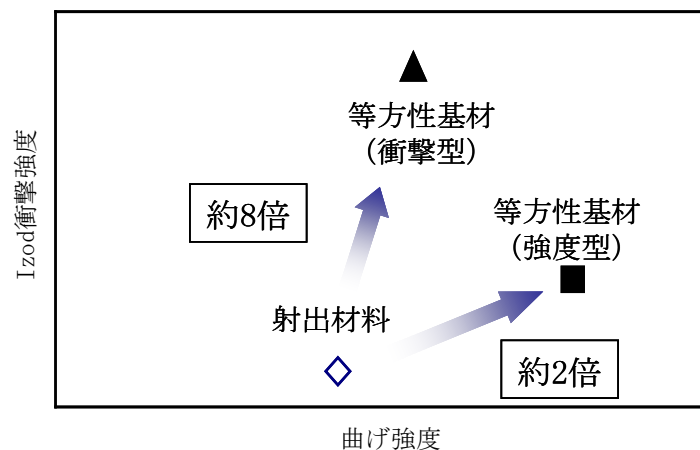 等方性基材
（衝撃型）
約8倍
等方性基材
（強度型）
射出材料
約2倍
Izod衝撃強度
曲げ強度